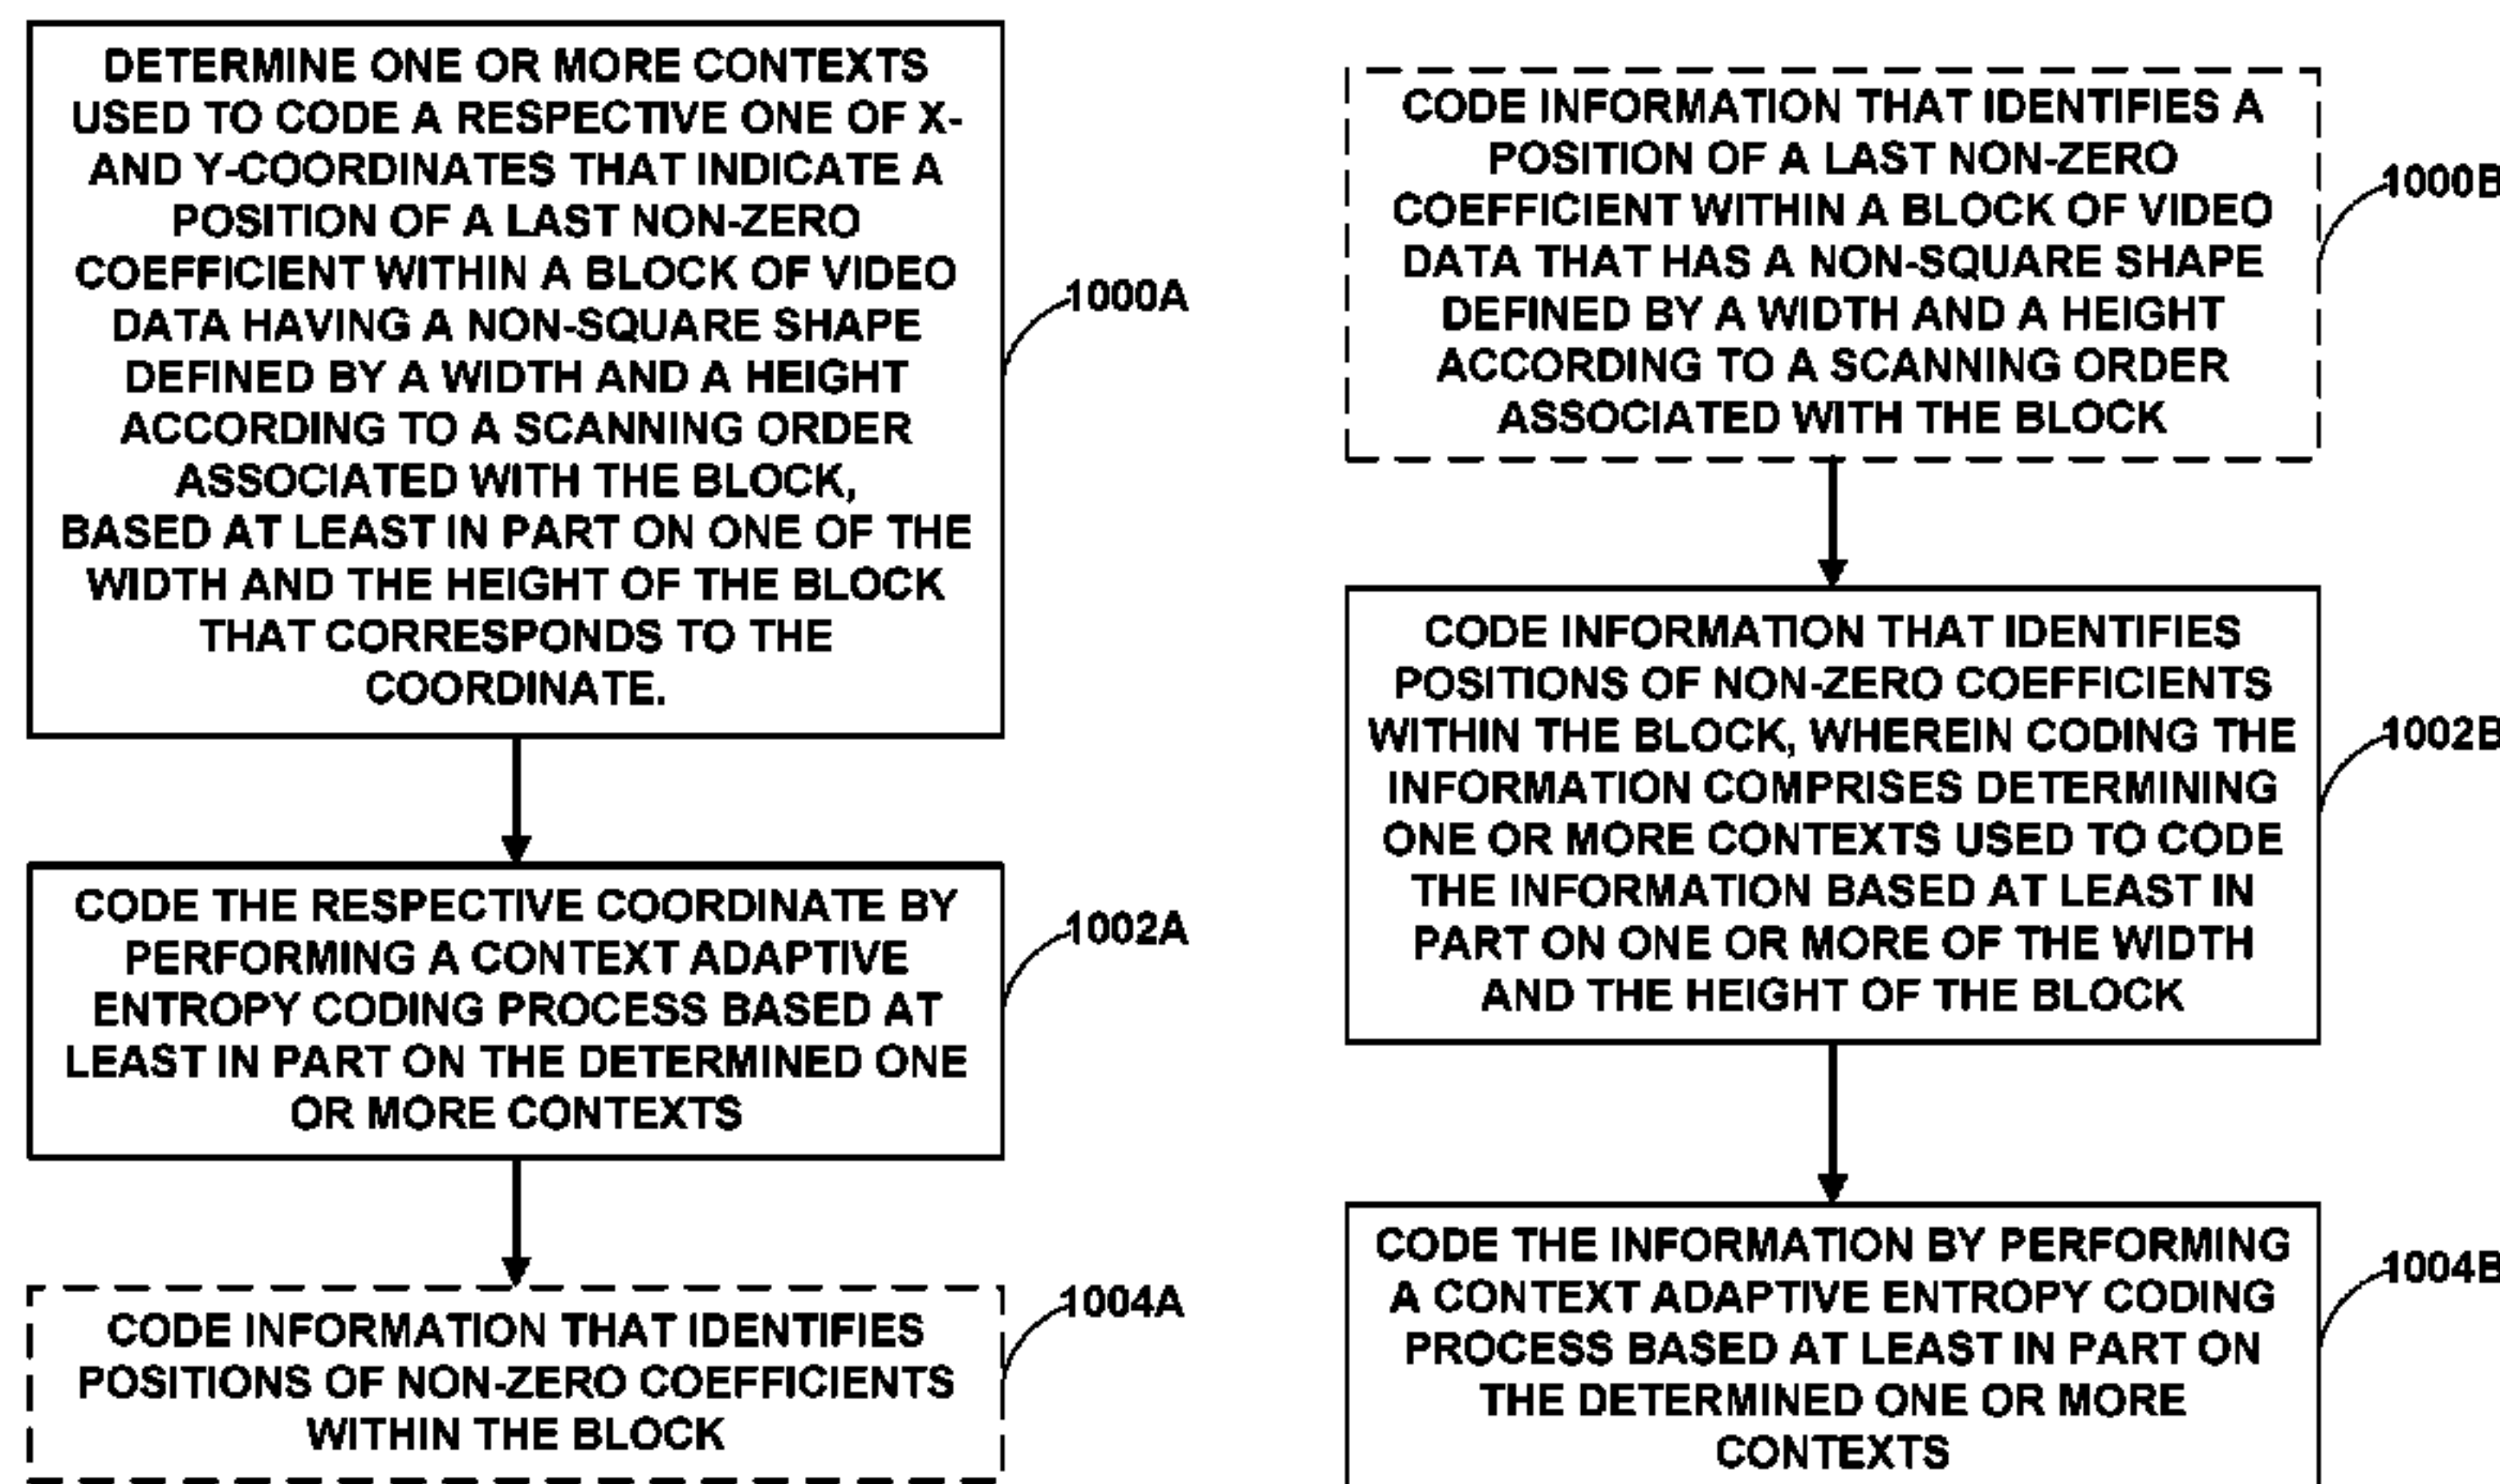 DETERMINE ONE OR MORE CONTEXTS
USED TO CODE A RESPECTIVE ONE OF X-
AND Y-COORDINATES THAT INDICATE A
POSITION OF A LAST NON-ZERO
COEFFICIENT WITHIN A BLOCK OF VIDEO
DATA HAVING A NON-SQUARE SHAPE
DEFINED BY A WIDTH AND A HEIGHT
ACCORDING TO A SCANNING ORDER
ASSOCIATED WITH THE BLOCK,
BASED AT LEAST IN PART ON ONE OF THE
WIDTH AND THE HEIGHT OF THE BLOCK
THAT CORRESPONDS TO THE
COORDINATE.
1000A
CODE THE RESPECTIVE COORDINATE BY
PERFORMING A CONTEXT ADAPTIVE
ENTROPY CODING PROCESS BASED AT
LEAST IN PART ON THE DETERMINED ONE
OR MORE CONTEXTS
1002A
CODE INFORMATION THAT IDENTIFIES
POSITIONS OF NON-ZERO COEFFICIENTS
WITHIN THE BLOCK
1004A
CODE INFORMATION THAT IDENTIFIES A
POSITION OF A LAST NON-ZERO
COEFFICIENT WITHIN A BLOCK OF VIDEO
DATA THAT HAS A NON-SQUARE SHAPE
DEFINED BY A WIDTH AND A HEIGHT
ACCORDING TO A SCANNING ORDER
ASSOCIATED WITH THE BLOCK
1000B
CODE INFORMATION THAT IDENTIFIES
POSITIONS OF NON-ZERO COEFFICIENTS
WITHIN THE BLOCK, WHEREIN CODING THE
INFORMATION COMPRISES DETERMINING
ONE OR MORE CONTEXTS USED TO CODE
THE INFORMATION BASED AT LEAST IN
PART ON ONE OR MORE OF THE WIDTH
AND THE HEIGHT OF THE BLOCK
1002B
CODE THE INFORMATION BY PERFORMING
A CONTEXT ADAPTIVE ENTROPY CODING
PROCESS BASED AT LEAST IN PART ON
THE DETERMINED ONE OR MORE
CONTEXTS
1004B